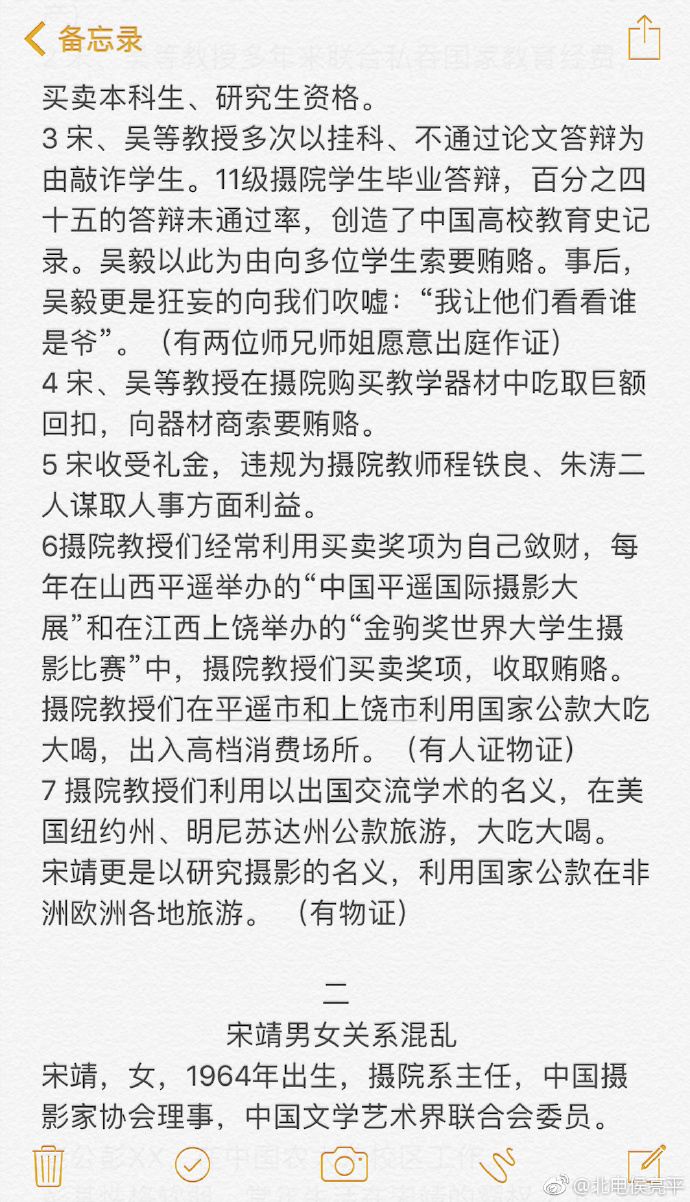 备忘录
吴等教授多年来联合私吞国家教育经费,
买卖本科生、研究生资格。
3 宋、吴等教授多次以挂科、不通过论文答辩为
由敲诈学生。11级摄院学生毕业答辩，百分之四
十五的答辩未通过率，创造了中国高校教育史记
录。吴毅以此为由向多位学生索要贿赂。事后，
吴毅更是狂妄的向我们吹嘘：“我让他们看看谁
是爷”。（有两位师兄师姐愿意出庭作证）
4 宋、吴等教授在摄院购买教学器材中吃取巨额
回扣，向器材商索要贿赂。
5 宋收受礼金，违规为摄院教师程铁良、朱涛二
人谋取人事方面利益。
6摄院教授们经常利用买卖奖项为自己敛财，每
年在山西平遥举办的“中国平遥国际摄影大
展”和在江西上饶举办的“金驹奖世界大学生摄
影比赛”中，摄院教授们买卖奖项，收取贿赂。
摄院教授们在平遥市和上饶市利用国家公款大吃
大喝，出入高档消费场所。（有人证物证）
7 摄院教授们利用以出国交流学术的名义，在美
国纽约州、明尼苏达州公款旅游，大吃大喝。
宋靖更是以研究摄影的名义，利用国家公款在非
洲欧洲各地旅游。（有物证）
二
宋靖男女关系混乱
宋靖，女，1964年出生，摄院系主任，中国摄
影家协会理事，中国文学艺术界联合会委员。
@北电侯亮平